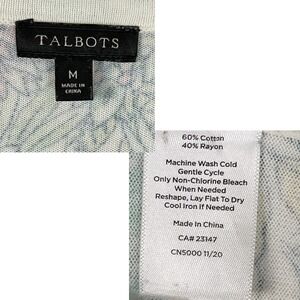 TALBOTS
M
MADE IN
CHINA
60% Cotton
40% Rayon
Machine Wash Cold
Gentle Cycle
Only Non-Chlorine Bleach
When Needed
Reshape, Lay Flat To Dry
Cool Iron If Needed
Made In China
CA# 23147
CN5000 11/20